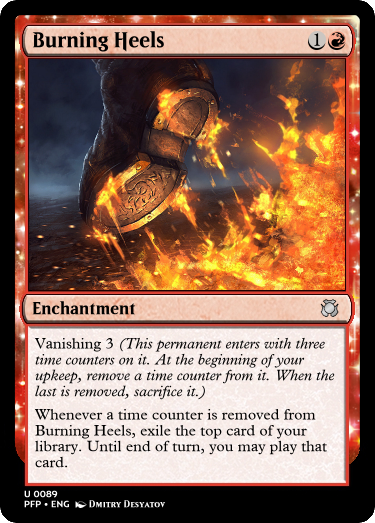 Burning Heels 1
Enchantment
Vanishing 3 (This permanent enters with three
time counters on it. At the beginning of your
upkeep, remove a time counter from it. When the
last is removed, sacrifice it.)
Whenever a time counter is removed from
Burning Heels, exile the top card of your
library. Until end of turn, you may play that
card.
U 0089
PFP • ENG Dmitry Desyatov